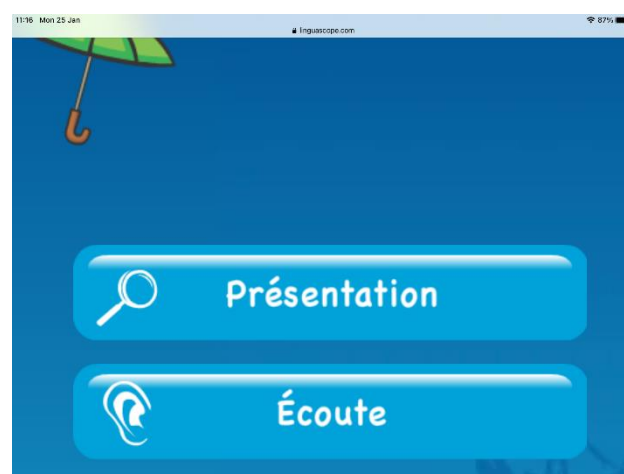 11:16 Mon 25 Jan
linguascope.com
87%
Présentation
Écoute